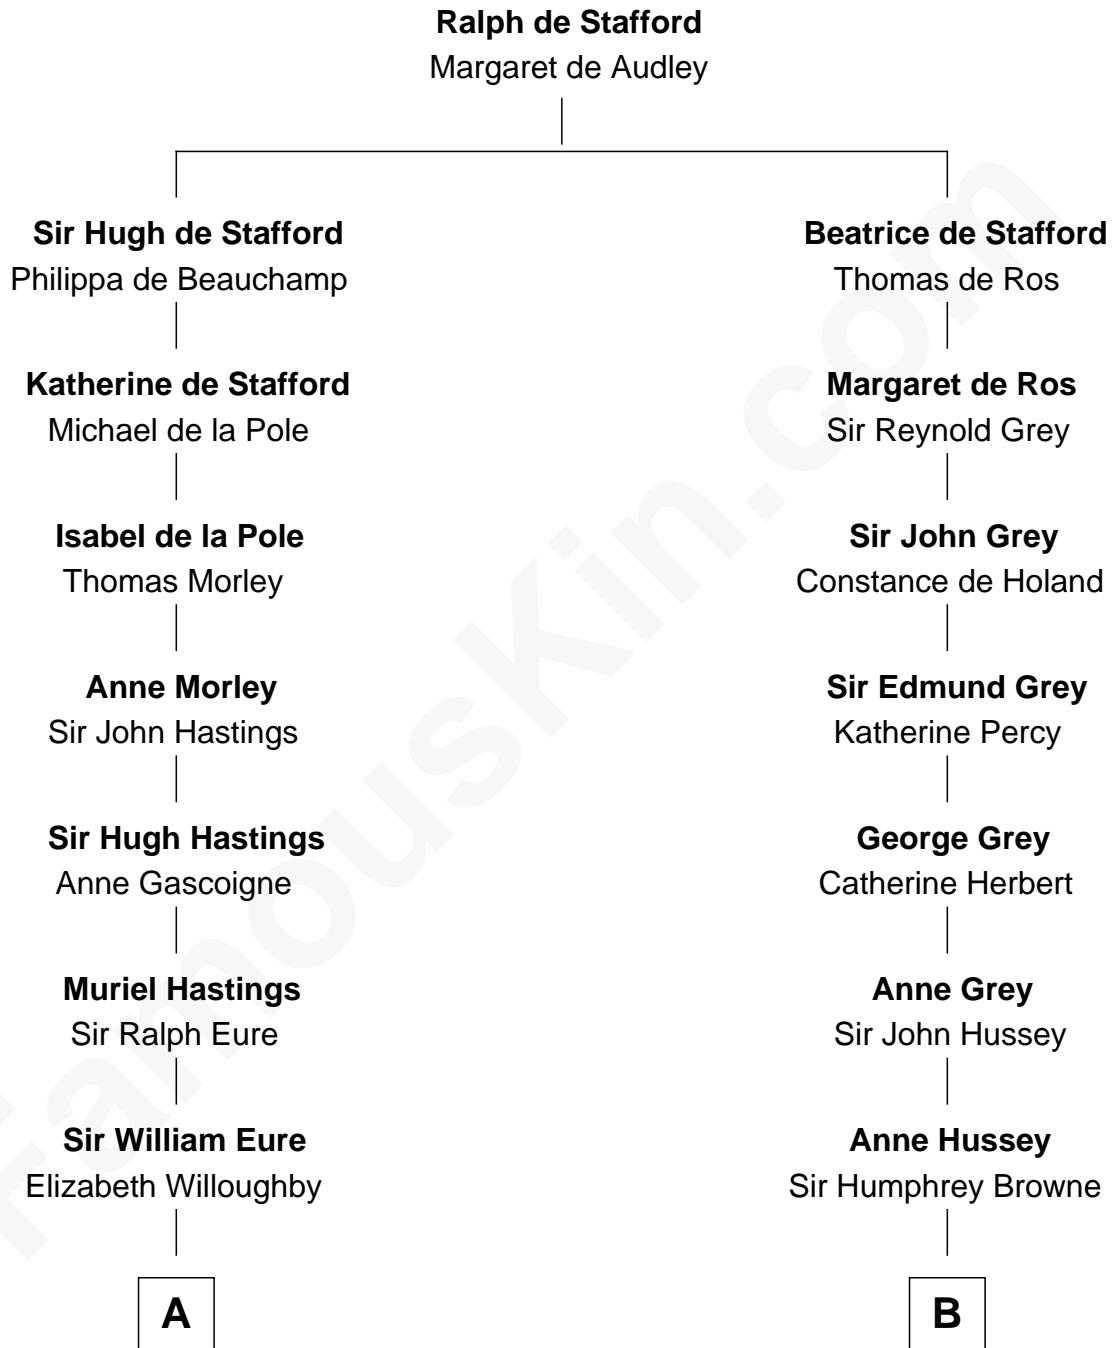 Ralph de Stafford
Margaret de Audley
Sir Hugh de Stafford
Philippa de Beauchamp
Beatrice de Stafford
Thomas de Ros
Katherine de Stafford
Michael de la Pole
Margaret de Ros
Sir Reynold Grey
Isabel de la Pole
Thomas Morley
Sir John Grey
Constance de Holand
Anne Morley
Sir John Hastings
Sir Edmund Grey
Katherine Percy
Sir Hugh Hastings
Anne Gascoigne
George Grey
Catherine Herbert
Muriel Hastings
Sir Ralph Eure
Anne Grey
Sir John Hussey
Sir William Eure
Elizabeth Willoughby
Anne Hussey
Sir Humphrey Browne
A
B
FamousKin.com